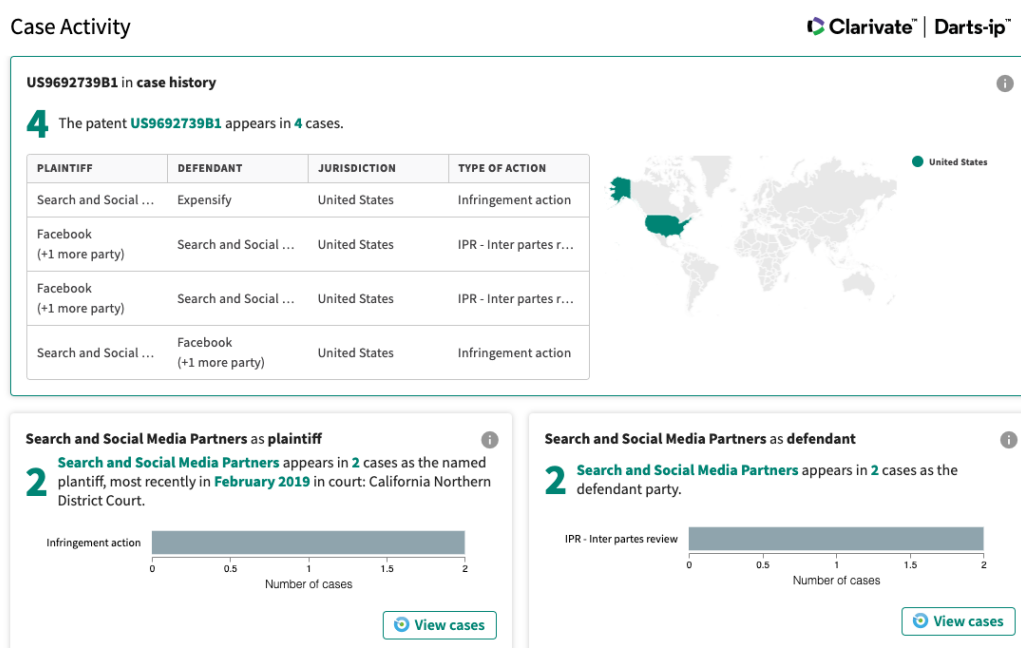 Case Activity
Clarivate™ | Darts-ip™
US9692739B1 in case history
4 The patent US9692739B1 appears in 4 cases.
United States
PLAINTIFF DEFENDANT JURISDICTION TYPE OF ACTION
Search and Social ... Expensify United States Infringement action
Facebook
(+1 more party) Search and Social ... United States IPR - Inter partes r...
Facebook
(+1 more party) Search and Social ... United States IPR - Inter partes r...
Search and Social ... Facebook
(+1 more party) United States Infringement action
Search and Social Media Partners as plaintiff
2 Search and Social Media Partners appears in 2 cases as the named
plantiff, most recently in February 2019 in court: California Northern
District Court.
Infringement action
0 0.5 1 1.5 2
Number of cases
View cases
Search and Social Media Partners as defendant
2 Search and Social Media Partners appears in 2 cases as the
defendant party.
IPR - Inter partes review
0 0.5 1 1.5 2
Number of cases
View cases